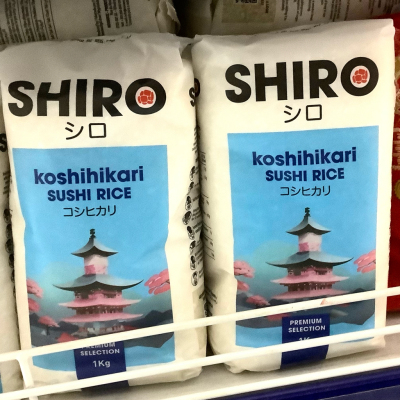 SHIRO
シロ
koshihikari
SUSHI RICE
コシヒカリ
PREMIUM
SELECTION
1Kg
SHIRO
シロ
koshihikari
SUSHI RICE
コシヒカリ
PREMIUM
SELECTION